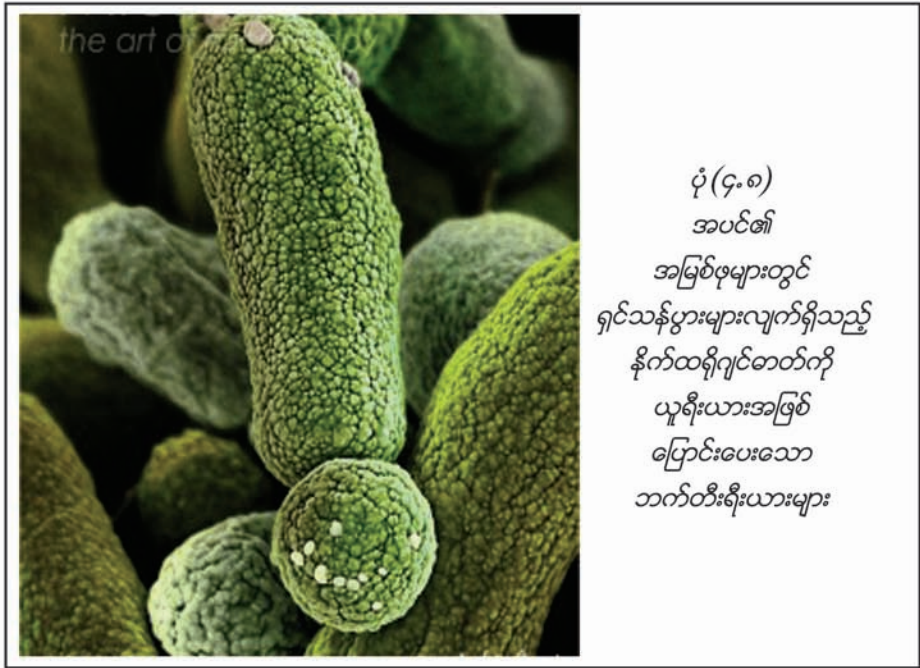 the art of
ပုံ (၄.၈)
အပင်၏
အမြစ်ဖုများတွင်
ရှင်သန်ပွားများလျက်ရှိသည့်
နိုက်ထရိုဂျင်ဓာတ်ကို
ယူရီးယားအဖြစ်
ပြောင်းပေးသော
ဘက်တီးရီးယားများ